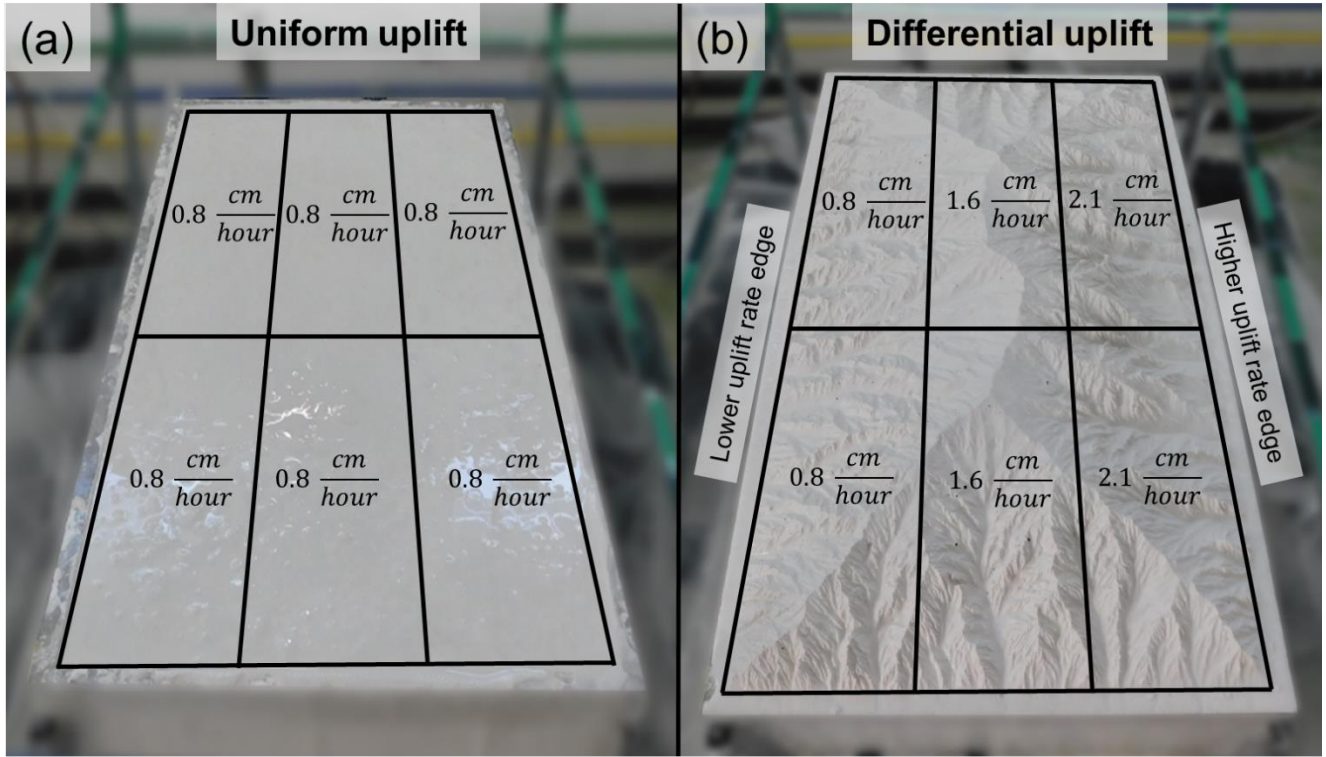 (a)
Uniform uplift
0.8 cm/hour 0.8 cm/hour 0.8 cm/hour
0.8 cm/hour 0.8 cm/hour 0.8 cm/hour
(b)
Differential uplift
0.8 cm/hour 1.6 cm/hour 2.1 cm/hour
Lower uplift rate edge
Higher uplift rate edge
0.8 cm/hour 1.6 cm/hour 2.1 cm/hour